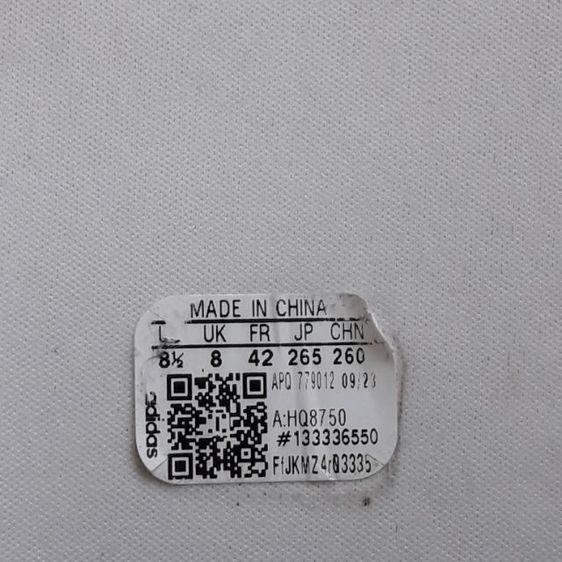 MADE IN CHINA
UK FR JP CHN
8½ 8 42 265 260
APQ 779012 09/23
adidas
A:HQ8750
#133336550